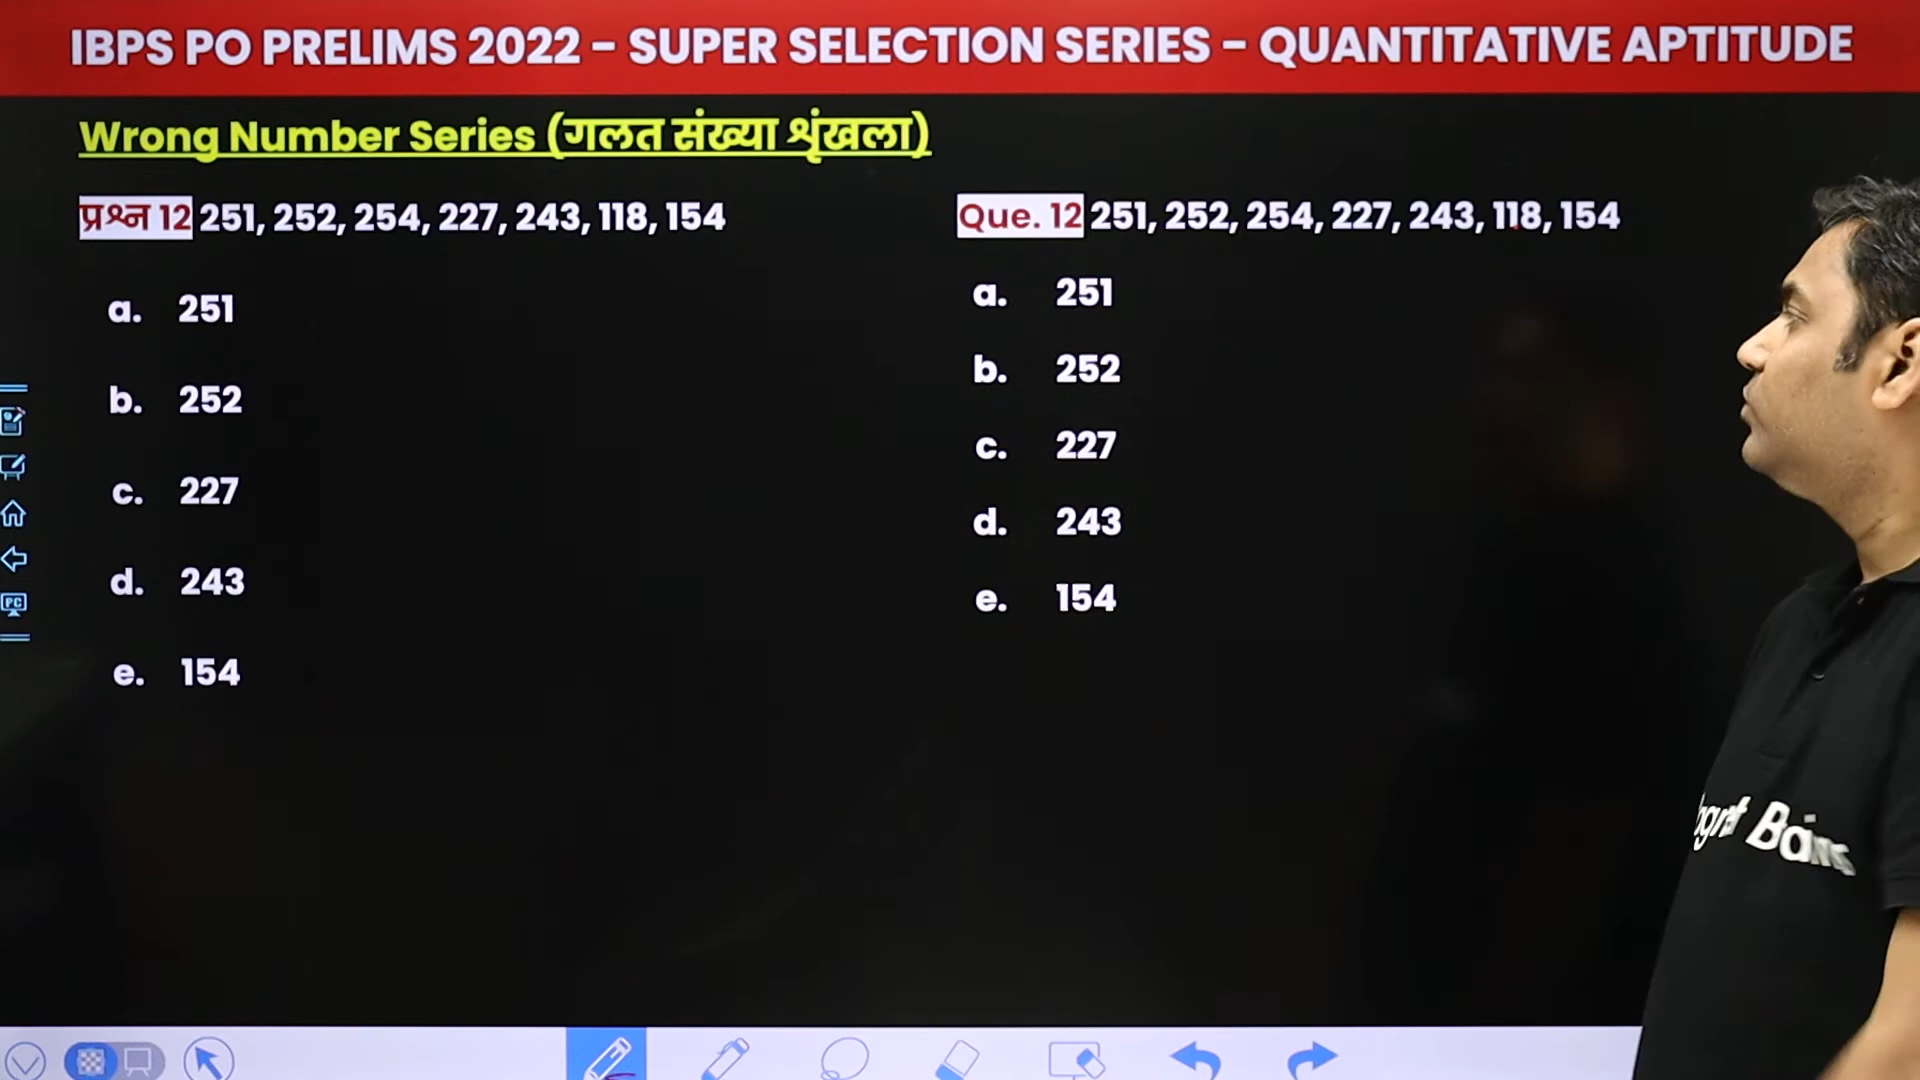 IBPS PO PRELIMS 2022 - SUPER SELECTION SERIES - QUANTITATIVE APTITUDE
Wrong Number Series (गलत संख्या श्रृंखला)
प्रश्न 12 251, 252, 254, 227, 243, 118, 154
a. 251
b. 252
c. 227
d. 243
e. 154
Que. 12 251, 252, 254, 227, 243, 118, 154
a. 251
b. 252
c. 227
d. 243
e. 154
PC